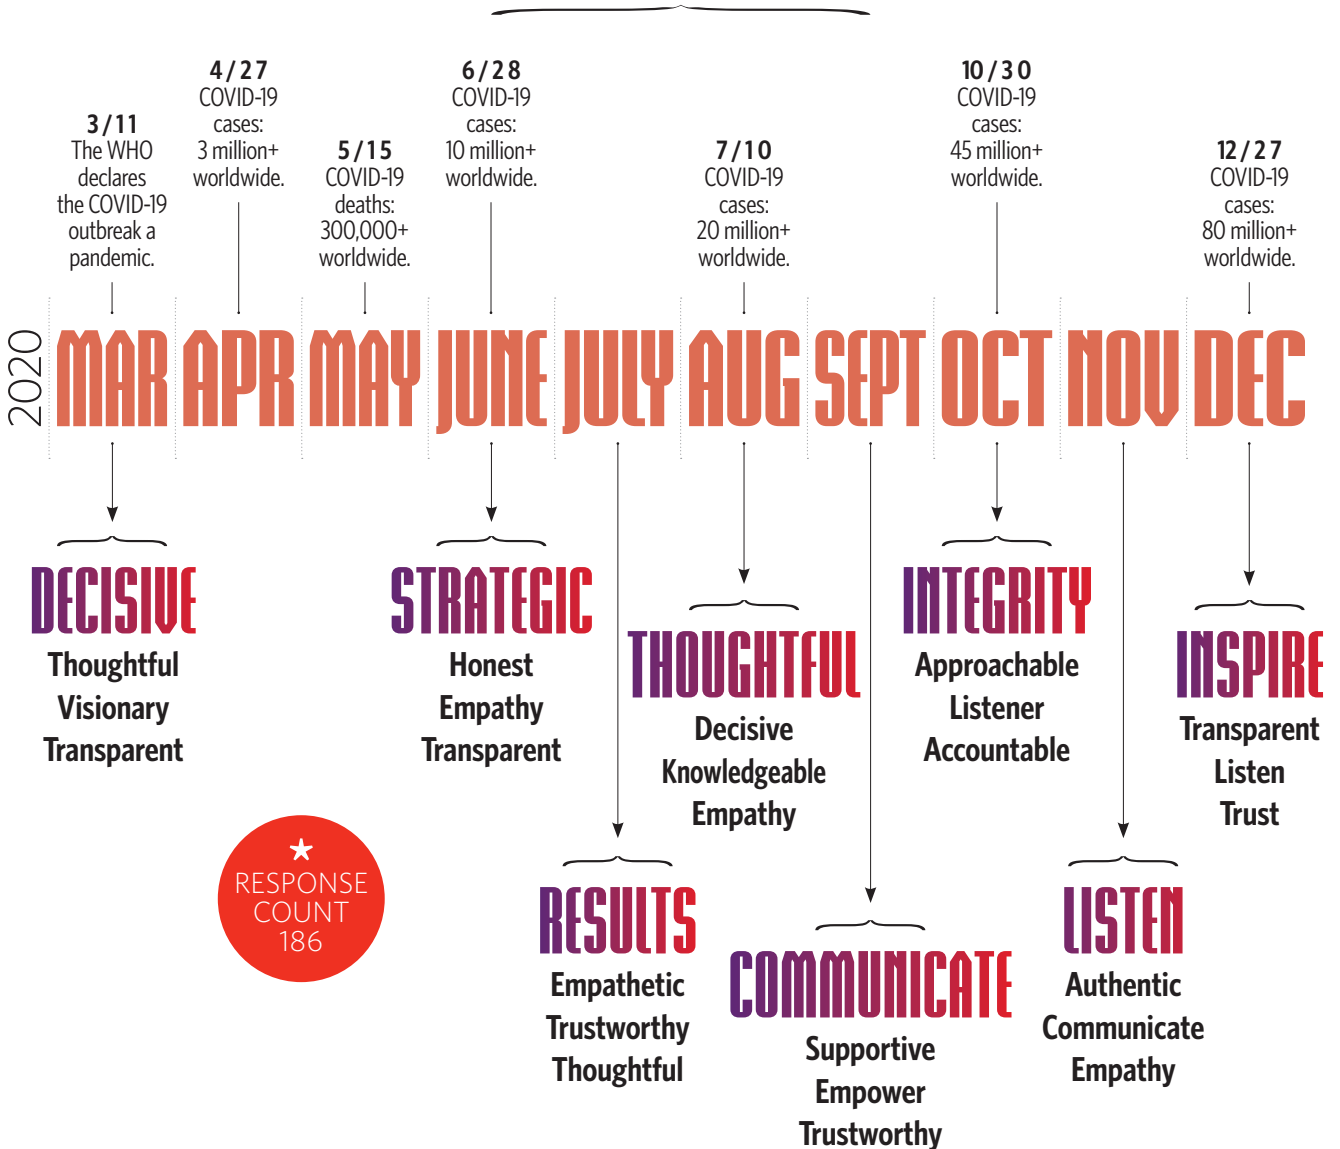 3/11
The WHO
declares
the COVID-19
outbreak a
pandemic.
4/27
COVID-19
cases:
3 million+
worldwide.
5/15
COVID-19
deaths:
300,000+
worldwide.
6/28
COVID-19
cases:
10 million+
worldwide.
7/10
COVID-19
cases:
20 million+
worldwide.
10/30
COVID-19
cases:
45 million+
worldwide.
12/27
COVID-19
cases:
80 million+
worldwide.
2020
MAR APR MAY JUNE JULY AUG SEPT OCT NOV DEC
DECISIVE
Thoughtful
Visionary
Transparent
STRATEGIC
Honest
Empathy
Transparent
RESULTS
Empathetic
Trustworthy
Thoughtful
THOUGHTFUL
Decisive
Knowledgeable
Empathy
COMMUNICATE
Supportive
Empower
Trustworthy
INTEGRITY
Approachable
Listener
Accountable
LISTEN
Authentic
Communicate
Empathy
INSPIRE
Transparent
Listen
Trust
RESPONSE
COUNT
186